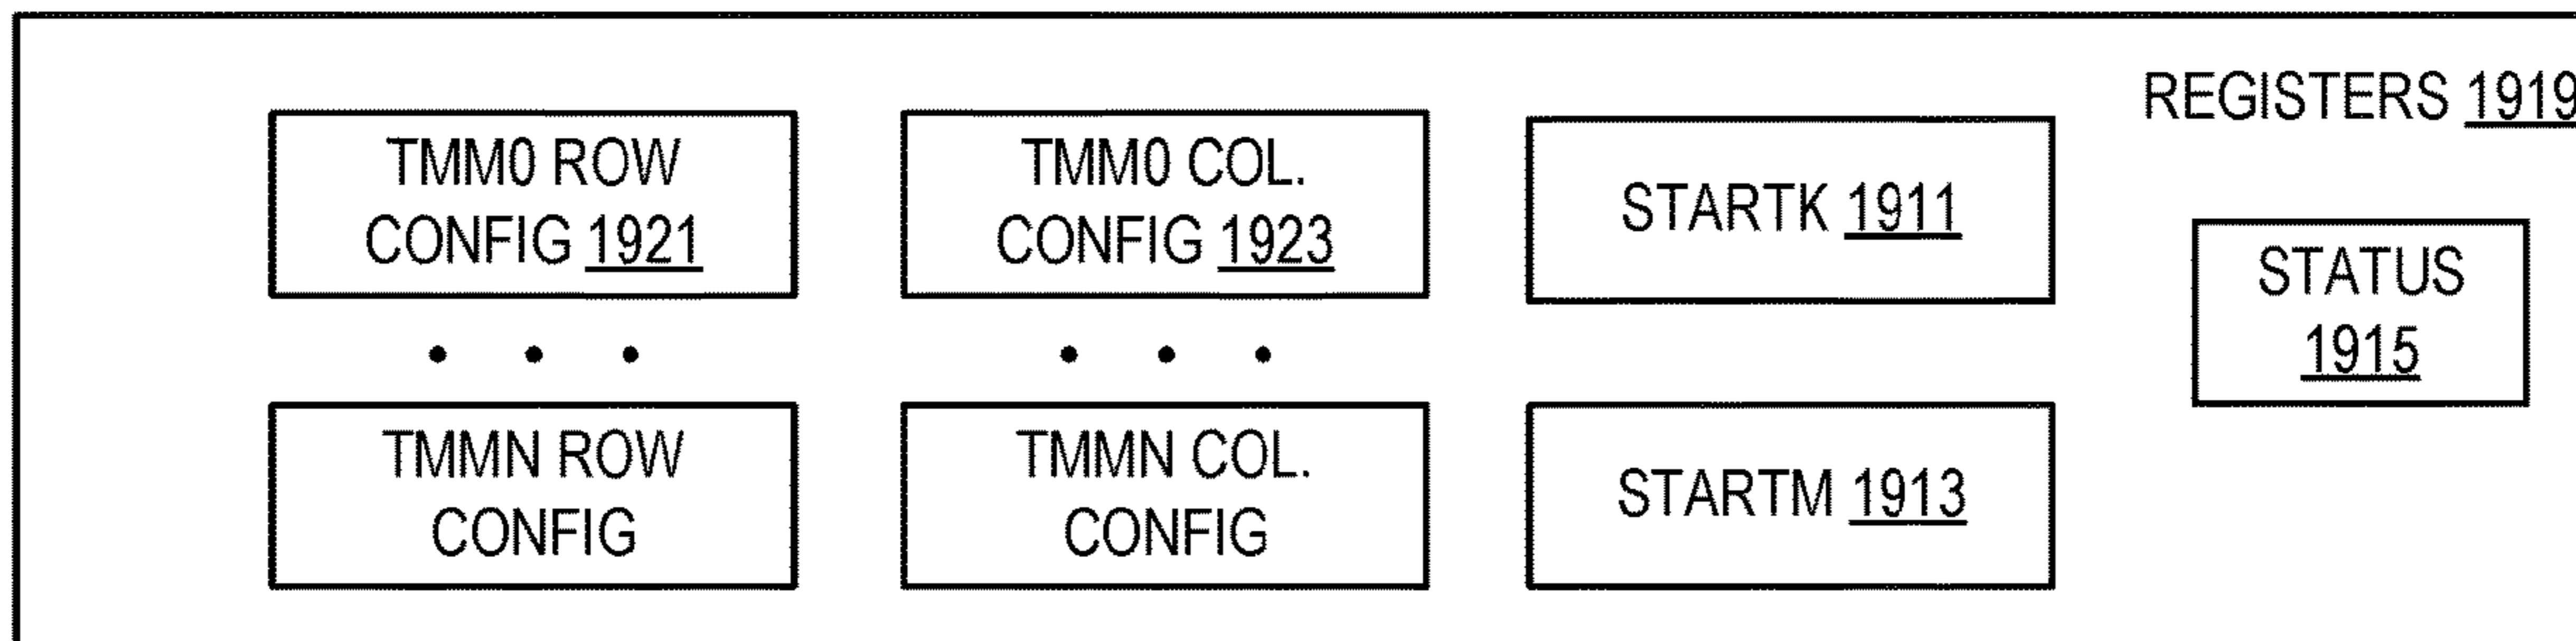 REGISTERS 1919
TMM0 ROW
CONFIG 1921
TMM0 COL.
CONFIG 1923
STARTK 1911
STATUS
1915
TMMN ROW
CONFIG
TMMN COL.
CONFIG
STARTM 1913